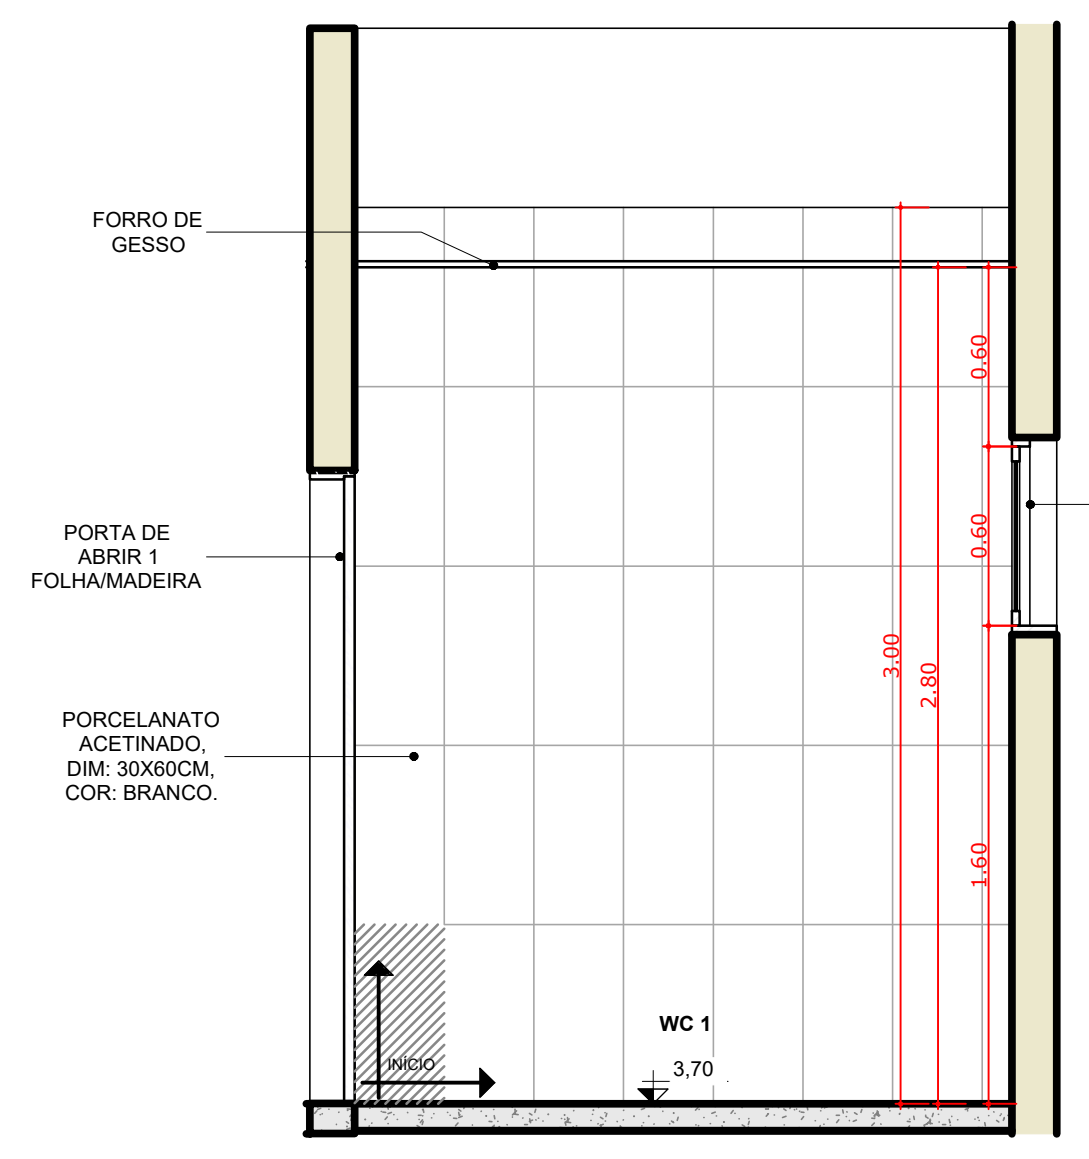 FORRO DE
GESSO
0.60
PORTA DE
ABRIR 1
FOLHA/MADEIRA
0.60
3.00
2.80
PORCELANATO
ACETINADO,
DIM: 30X60CM,
COR: BRANCO.
1.60
WC 1
INÍCIO
3,70